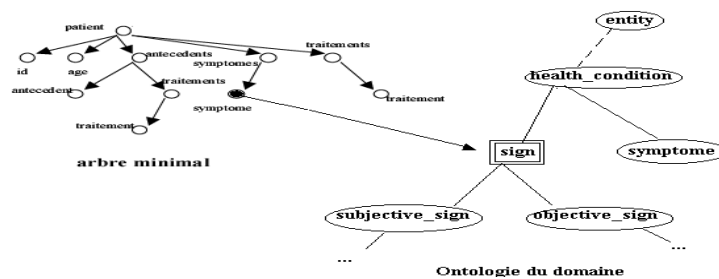 patient
id
age
antecedents
symptomes
traitements
antecedent
traitements
symptome
traitement
traitement
arbre minimal
entity
health_condition
sign
symptome
subjective_sign
objective_sign
...
...
Ontologie du domaine